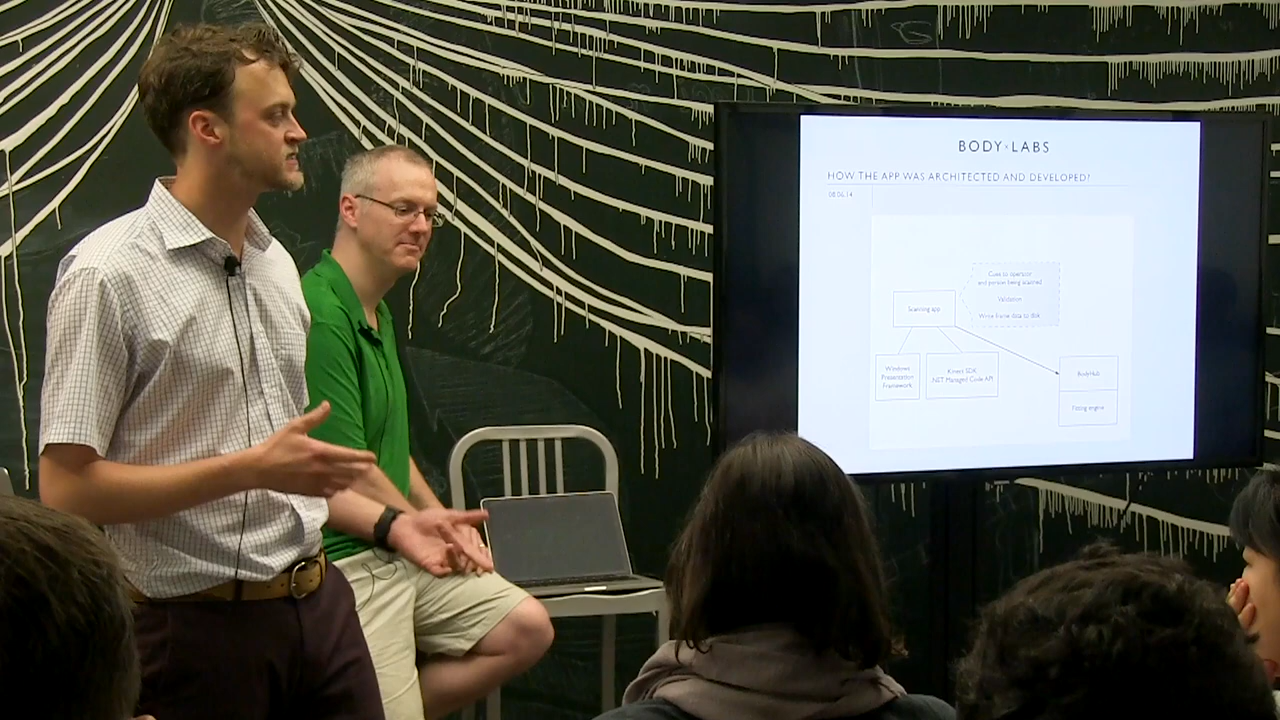 BODY×LABS
HOW THE APP WAS ARCHITECTED AND DEVELOPED?
08.06.14
Cues to operator
and person being scanned
Validation
Write frame data to disk
Scanning app
Windows
Presentation
Framework
Kinect SDK
.NET Managed Code API
BodyHub
Fitting engine